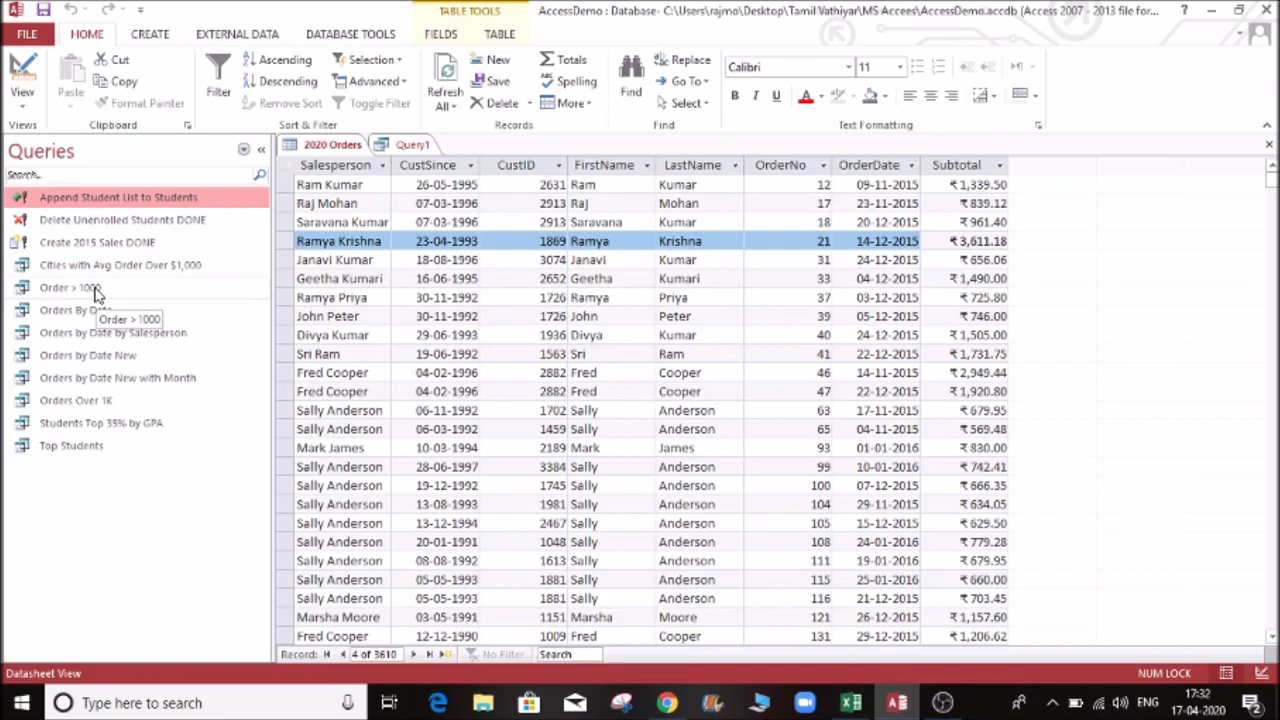 TABLE TOOLS
AccessDemo : Database- C:\Users\rajmo\Desktop\Tamil Vathiyar\MS Accees\AccessDemo.accdb (Access 2007 - 2013 file for...
FILE HOME CREATE EXTERNAL DATA DATABASE TOOLS FIELDS TABLE
View Paste Cut Copy Format Painter Filter Ascending Descending Remove Sort Selection Advanced Toggle Filter Refresh All New Save Delete Totals Spelling More Find Replace Go To Select Calibri 11 B I U A
Views Clipboard Sort & Filter Records Find Text Formatting
Queries
Search...
Append Student List to Students
Delete Unenrolled Students DONE
Create 2015 Sales DONE
Cities with Avg Order Over $1,000
Order > 1000
Orders By Date
Order > 1000
Orders by Date by Salesperson
Orders by Date New
Orders by Date New with Month
Orders Over 1K
Students Top 35% by GPA
Top Students
2020 Orders Query1
Salesperson CustSince CustID FirstName LastName OrderNo OrderDate Subtotal
Ram Kumar 26-05-1995 2631 Ram Kumar 12 09-11-2015 ₹ 1,339.50
Raj Mohan 07-03-1996 2913 Raj Mohan 17 23-11-2015 ₹ 839.12
Saravana Kumar 07-03-1996 2913 Saravana Kumar 18 20-12-2015 ₹ 961.40
Ramya Krishna 23-04-1993 1869 Ramya Krishna 21 14-12-2015 ₹ 3,611.18
Janavi Kumar 18-08-1996 3074 Janavi Kumar 31 24-12-2015 ₹ 656.06
Geetha Kumari 16-06-1995 2652 Geetha Kumari 33 04-12-2015 ₹ 1,490.00
Ramya Priya 30-11-1992 1726 Ramya Priya 37 03-12-2015 ₹ 725.80
John Peter 30-11-1992 1726 John Peter 39 05-12-2015 ₹ 746.00
Divya Kumar 29-06-1993 1936 Divya Kumar 40 24-12-2015 ₹ 1,505.00
Sri Ram 19-06-1992 1563 Sri Ram 41 22-12-2015 ₹ 1,731.75
Fred Cooper 04-02-1996 2882 Fred Cooper 46 14-11-2015 ₹ 2,949.44
Fred Cooper 04-02-1996 2882 Fred Cooper 47 22-12-2015 ₹ 1,920.80
Sally Anderson 06-11-1992 1702 Sally Anderson 63 17-11-2015 ₹ 679.95
Sally Anderson 06-03-1992 1459 Sally Anderson 65 04-11-2015 ₹ 569.48
Mark James 10-03-1994 2189 Mark James 93 01-01-2016 ₹ 830.00
Sally Anderson 28-06-1997 3384 Sally Anderson 99 10-01-2016 ₹ 742.41
Sally Anderson 19-12-1992 1745 Sally Anderson 100 07-12-2015 ₹ 666.35
Sally Anderson 13-08-1993 1981 Sally Anderson 104 29-11-2015 ₹ 634.05
Sally Anderson 13-12-1994 2467 Sally Anderson 105 15-12-2015 ₹ 629.50
Sally Anderson 20-01-1991 1048 Sally Anderson 108 24-01-2016 ₹ 779.28
Sally Anderson 08-08-1992 1613 Sally Anderson 111 19-01-2016 ₹ 679.95
Sally Anderson 05-05-1993 1881 Sally Anderson 115 25-01-2016 ₹ 660.00
Sally Anderson 05-05-1993 1881 Sally Anderson 116 21-12-2015 ₹ 703.45
Marsha Moore 03-05-1991 1151 Marsha Moore 121 26-12-2015 ₹ 1,157.60
Fred Cooper 12-12-1990 1009 Fred Cooper 131 29-12-2015 ₹ 1,206.62
Record: 4 of 3610 No Filter Search
Datasheet View NUM LOCK
Type here to search ENG 17:32
17-04-2020 2